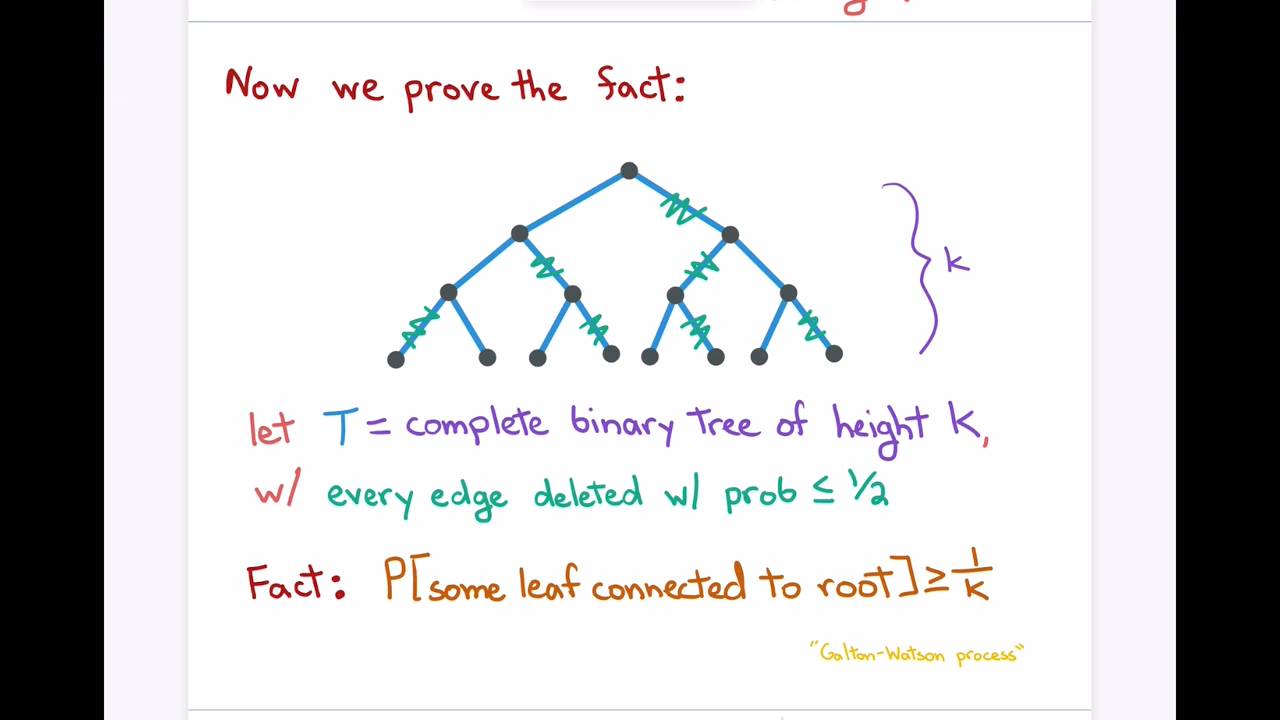 Now we prove the fact:
k
let T = complete binary tree of height k,
w/ every edge deleted w/ prob ≤ 1/2
Fact: P[some leaf connected to root] ≥ 1/k
"Galton-Watson process"